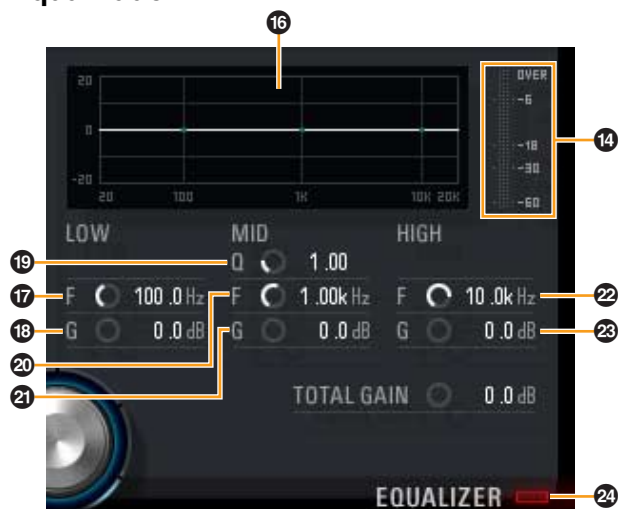 16
20
0
-20
20 100 1K 10K 20K
OVER
-6
-18
-30
-60
14
LOW MID HIGH
19 Q 1.00
17 F 100.0 Hz F 1.00k Hz F 10.0k Hz 22
18 G 0.0 dB G 0.0 dB G 0.0 dB 23
20
21
TOTAL GAIN 0.0 dB
EQUALIZER 24